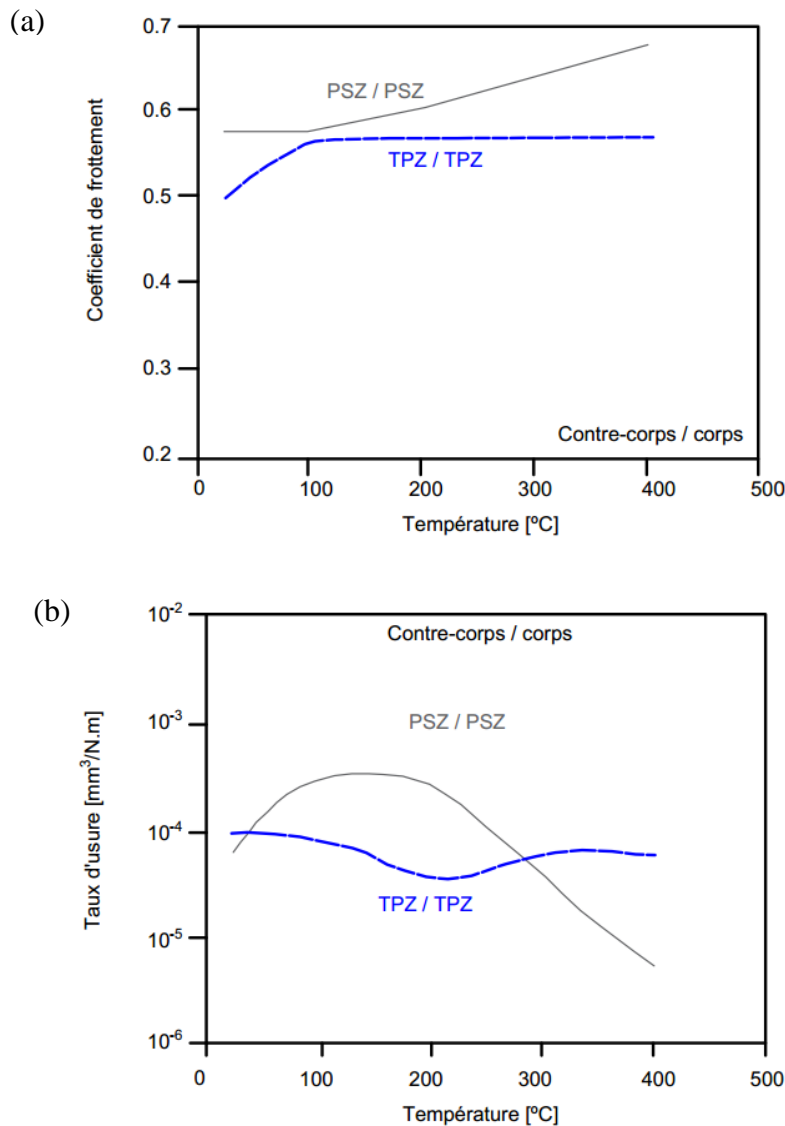 (a)
0.7
0.6
0.5
0.4
0.3
0.2
Coefficient de frottement
PSZ / PSZ
TPZ / TPZ
Contre-corps / corps
0 100 200 300 400 500
Température [ºC]
(b)
10-2
10-3
10-4
10-5
10-6
Taux d'usure [mm3/N.m]
Contre-corps / corps
PSZ / PSZ
TPZ / TPZ
0 100 200 300 400 500
Température [ºC]